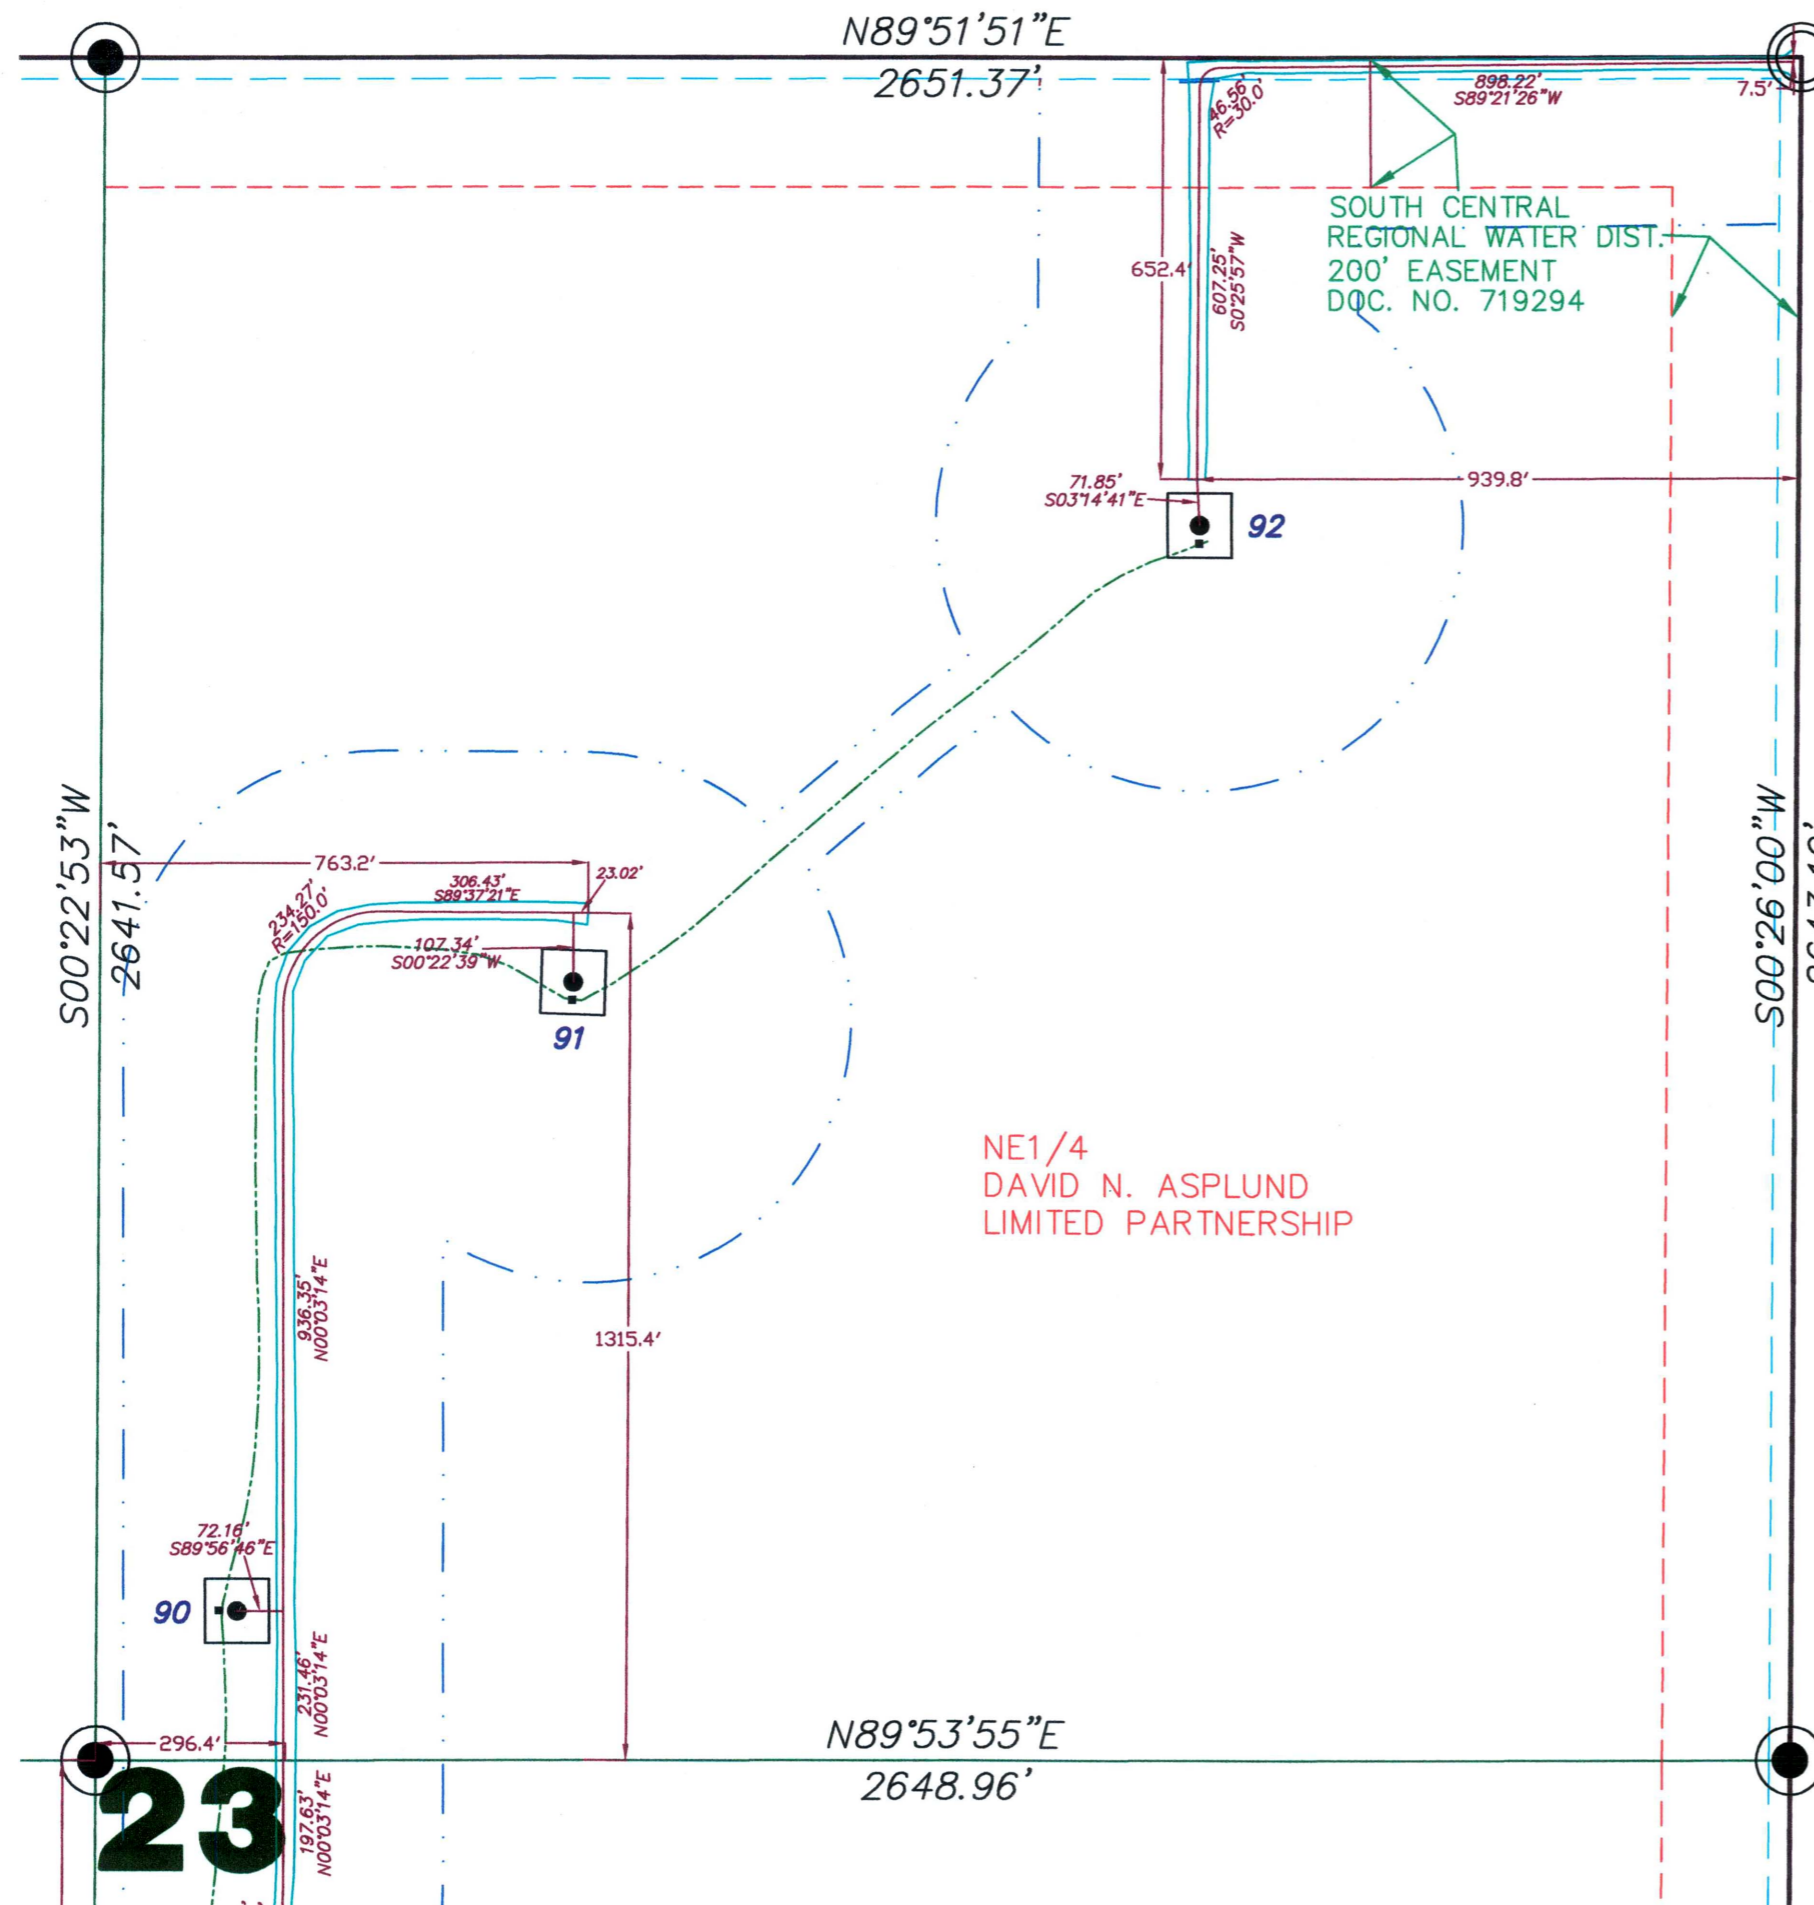 N89°51'51"E
2651.37'
898.22'
S89°21'26"W
7.5'
46.56'
R=30.0'
SOUTH CENTRAL
REGIONAL WATER DIST.
200' EASEMENT
DOC. NO. 719294
652.4'
607.25'
S0°25'57"W
939.8'
71.85'
S03°14'41"E
92
S00°22'53"W
2641.57'
S00°26'00"W
763.2'
23.02'
306.43'
S89°37'21"E
234.27'
R=150.0'
107.34'
S00°22'39"W
91
NE1/4
DAVID N. ASPLUND
LIMITED PARTNERSHIP
936.35'
N00°03'14"E
1315.4'
72.16'
S89°56'46"E
90
231.46'
N00°03'14"E
296.4'
N89°53'55"E
2648.96'
23
197.63'
N00°03'14"E